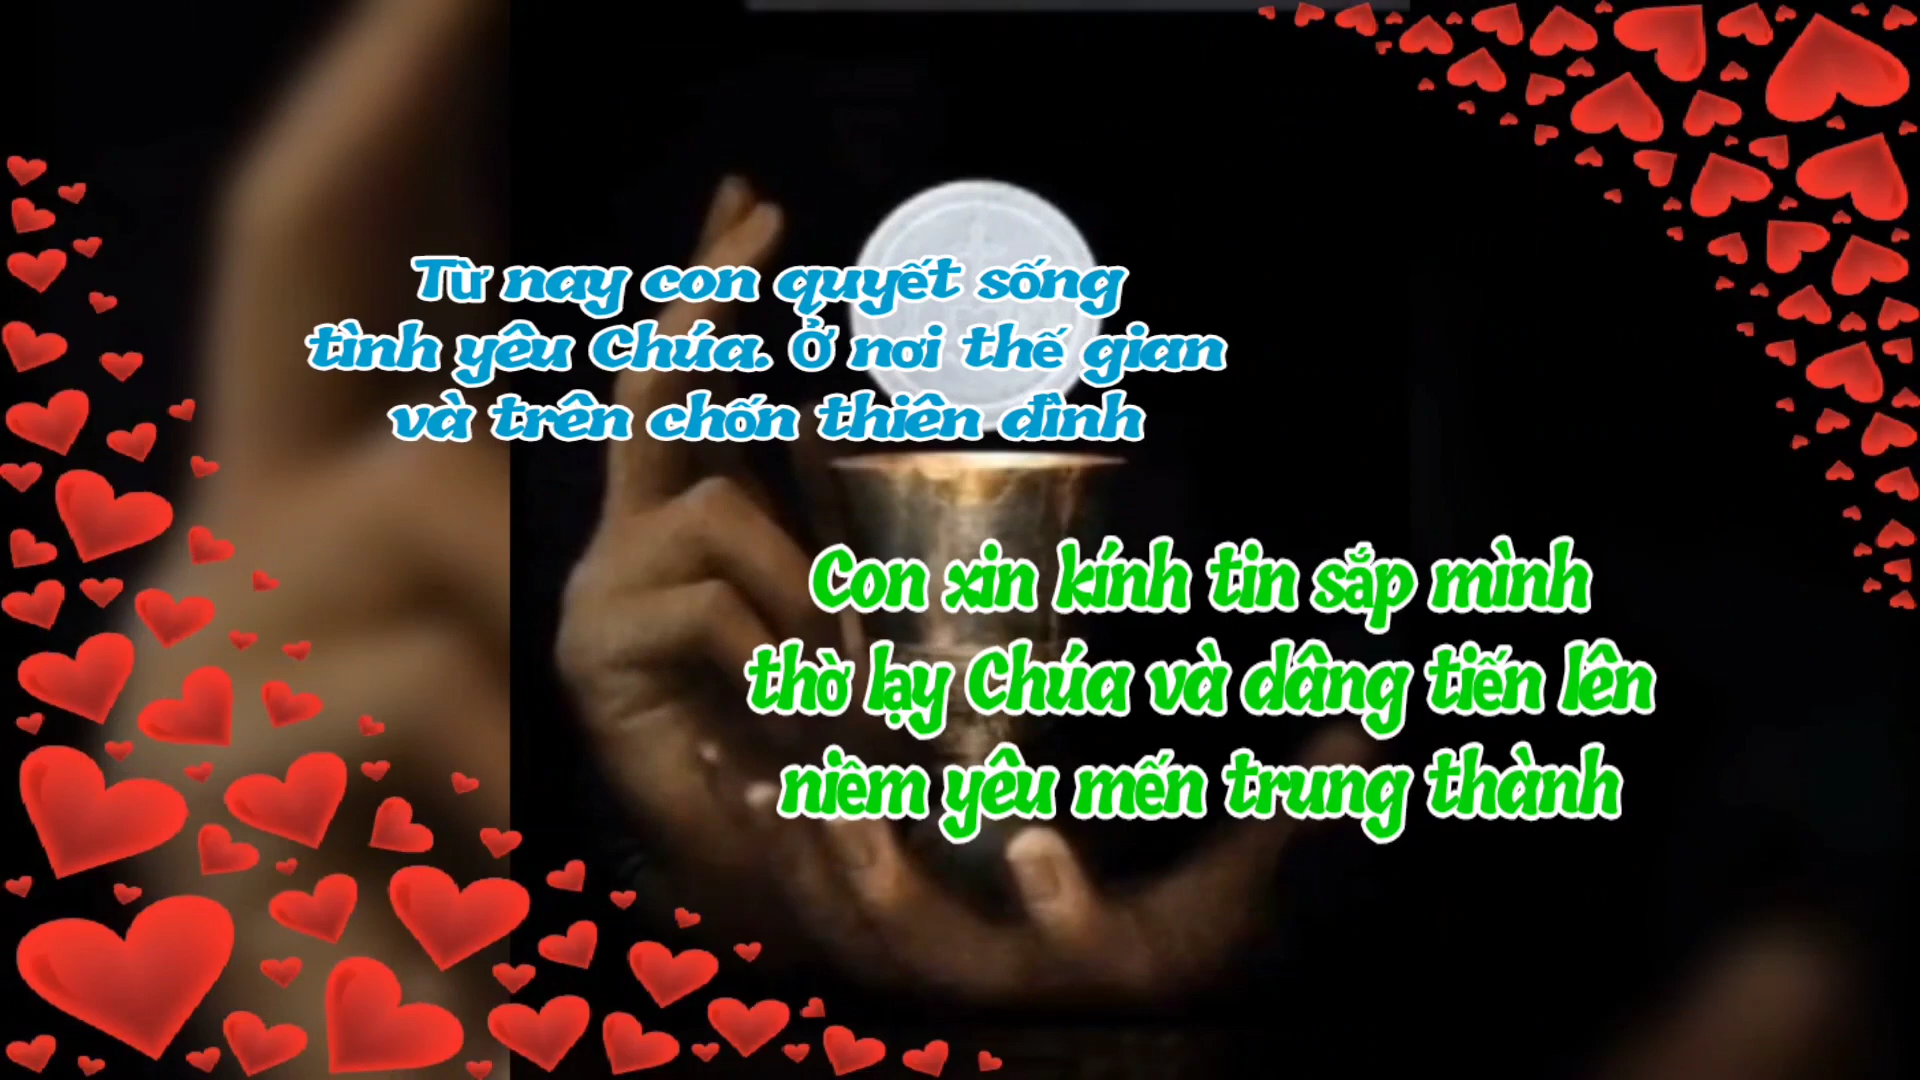 Từ nay con quyết sống
tình yêu Chúa. Ở nơi thế gian
và trên chốn thiên đình
Con xin kính tin sắp mình
thờ lạy Chúa và dâng tiến lên
niềm yêu mến trung thành